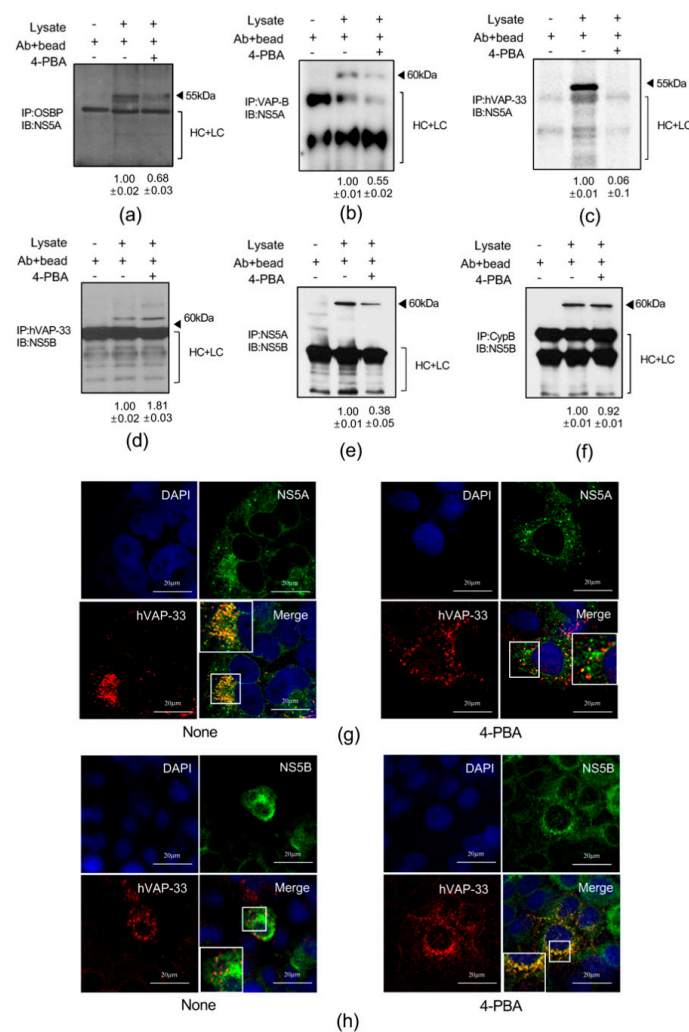 Lysate - + +
Ab+bead + + +
4-PBA +
IP:OSBP
IB:NS5A
55kDa
HC+LC
1.00 0.68
±0.02 ±0.03
(a)
Lysate - + +
Ab+bead + + +
4-PBA +
IP:VAP-B
IB:NS5A
60kDa
HC+LC
1.00 0.55
±0.01 ±0.02
(b)
Lysate - + +
Ab+bead + + +
4-PBA +
IP:hVAP-33
IB:NS5A
55kDa
HC+LC
1.00 0.06
±0.01 ±0.1
(c)
Lysate - + +
Ab+bead + + +
4-PBA +
IP:hVAP-33
IB:NS5B
60kDa
HC+LC
1.00 1.81
±0.02 ±0.03
(d)
Lysate - + +
Ab+bead + + +
4-PBA +
IP:NS5A
IB:NS5B
60kDa
HC+LC
1.00 0.38
±0.01 ±0.05
(e)
Lysate - + +
Ab+bead + + +
4-PBA +
IP:CypB
IB:NS5B
60kDa
HC+LC
1.00 0.92
±0.01 ±0.01
(f)
DAPI NS5A
20μm 20μm
hVAP-33 Merge
20μm 20μm
None
DAPI NS5A
20μm 20μm
hVAP-33 Merge
20μm 20μm
4-PBA
(g)
DAPI NS5B
20μm 20μm
hVAP-33 Merge
20μm 20μm
None
DAPI NS5B
20μm 20μm
hVAP-33 Merge
20μm 20μm
4-PBA
(h)